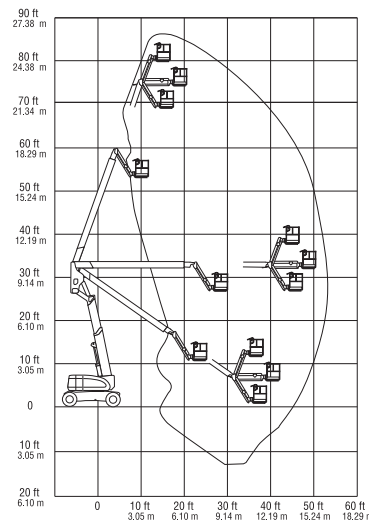 90 ft
27.38 m
80 ft
24.38 m
70 ft
21.34 m
60 ft
18.29 m
50 ft
15.24 m
40 ft
12.19 m
30 ft
9.14 m
20 ft
6.10 m
10 ft
3.05 m
0
10 ft
3.05 m
20 ft
6.10 m
0 10 ft 20 ft 30 ft 40 ft 50 ft 60 ft
3.05 m 6.10 m 9.14 m 12.19 m 15.24 m 18.29 m